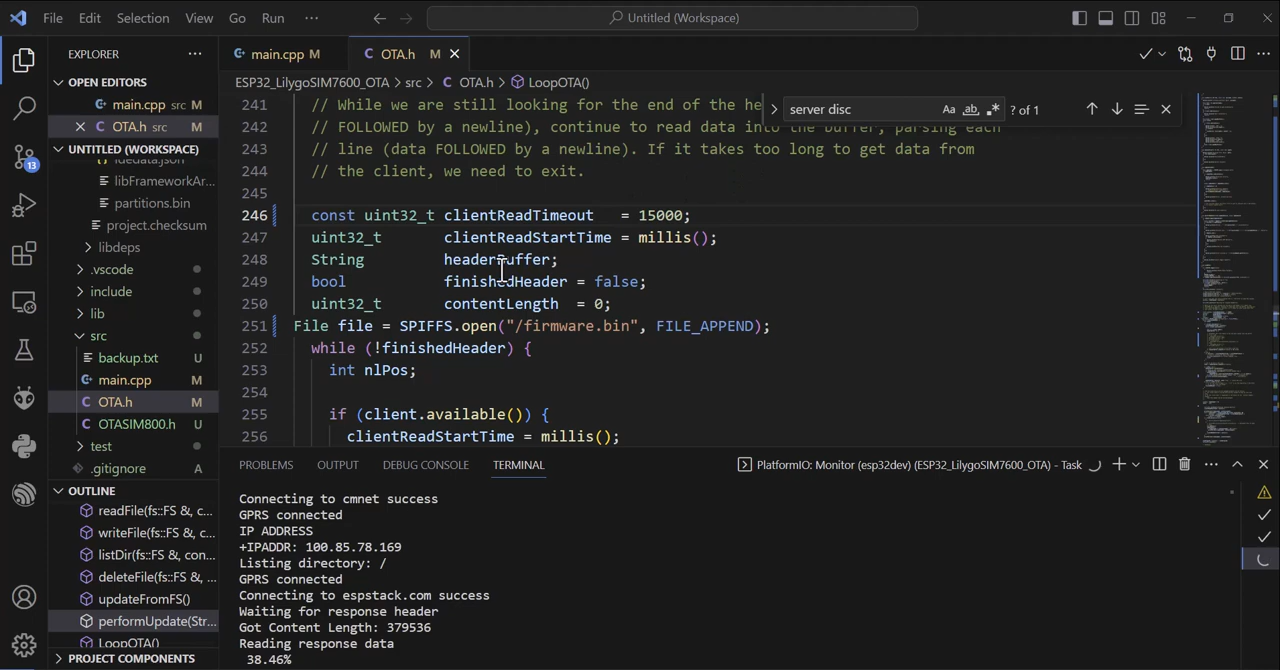 File Edit Selection View Go Run ··· Untitled (Workspace)
EXPLORER ···
OPEN EDITORS
main.cpp src M
OTA.h src M
UNTITLED (WORKSPACE)
idedata.json
libFrameworkAr...
partitions.bin
project.checksum
libdeps
.vscode
include
lib
src
backup.txt U
main.cpp M
OTA.h M
OTASIM800.h U
test
.gitignore A
OUTLINE
readFile(fs::FS &, c...
writeFile(fs::FS &, c...
listDir(fs::FS &, con...
deleteFile(fs::FS &, ...
updateFromFS()
performUpdate(Str...
LoopOTA()
PROJECT COMPONENTS
13
main.cpp M OTA.h M
ESP32_LilygoSIM7600_OTA > src > OTA.h > LoopOTA()
server disc Aa ab .* ? of 1
241 // While we are still looking for the end of the he
242 // FOLLOWED by a newline), continue to read data into the buffer, parsing each
243 // line (data FOLLOWED by a newline). If it takes too long to get data from
244 // the client, we need to exit.
245
246 const uint32_t clientReadTimeout = 15000;
247 uint32_t clientReadStartTime = millis();
248 String headerBuffer;
249 bool finishedHeader = false;
250 uint32_t contentLength = 0;
251 File file = SPIFFS.open("/firmware.bin", FILE_APPEND);
252 while (!finishedHeader) {
253 int nlPos;
254
255 if (client.available()) {
256 clientReadStartTime = millis();
PROBLEMS OUTPUT DEBUG CONSOLE TERMINAL PlatformIO: Monitor (esp32dev) (ESP32_LilygoSIM7600_OTA) - Task
Connecting to cmnet success
GPRS connected
IP ADDRESS
+IPADDR: 100.85.78.169
Listing directory: /
GPRS connected
Connecting to espstack.com success
Waiting for response header
Got Content Length: 379536
Reading response data
38.46%